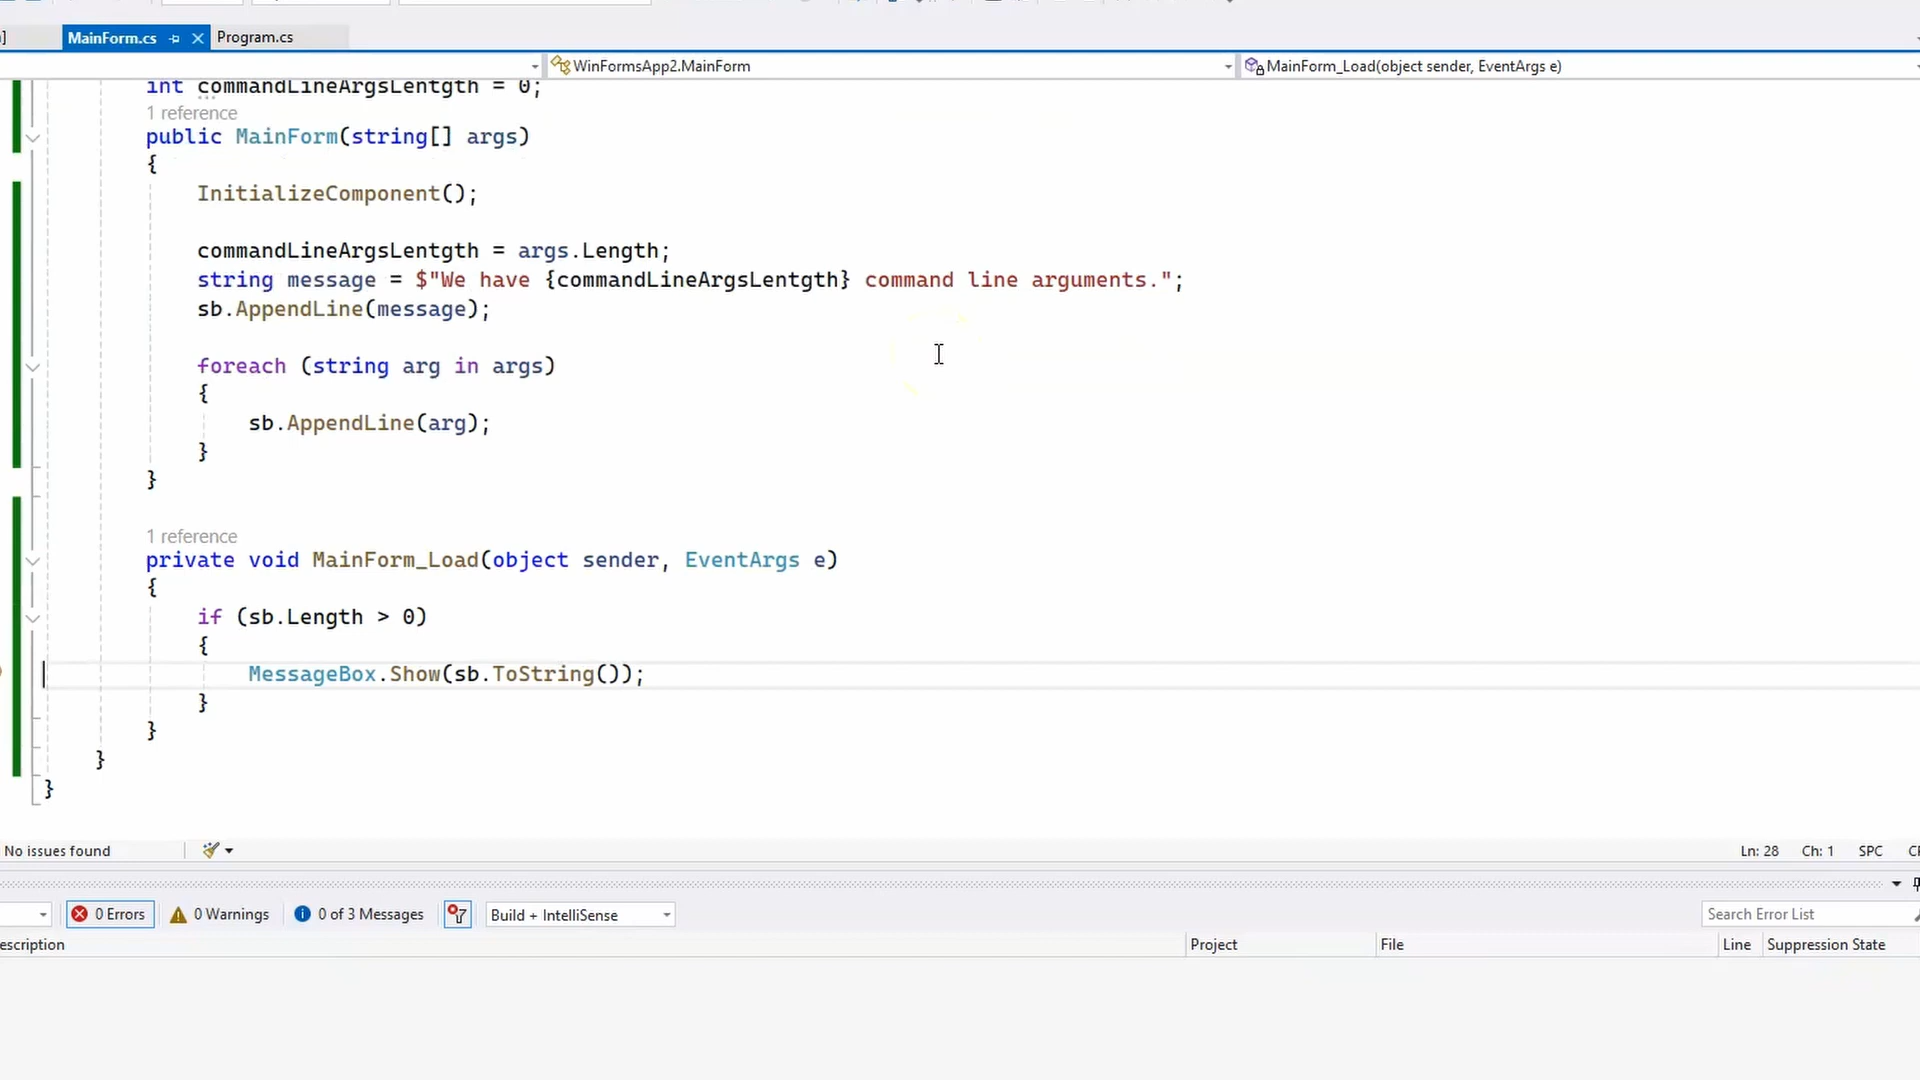 MainForm.cs Program.cs
WinFormsApp2.MainForm MainForm_Load(object sender, EventArgs e)
int commandLineArgsLentgth = 0;
1 reference
public MainForm(string[] args)
{
InitializeComponent();
commandLineArgsLentgth = args.Length;
string message = $"We have {commandLineArgsLentgth} command line arguments.";
sb.AppendLine(message);
foreach (string arg in args)
{
sb.AppendLine(arg);
}
}
1 reference
private void MainForm_Load(object sender, EventArgs e)
{
if (sb.Length > 0)
{
MessageBox.Show(sb.ToString());
}
}
}
}
No issues found Ln: 28 Ch: 1 SPC
0 Errors 0 Warnings 0 of 3 Messages Build + IntelliSense Search Error List
escription Project File Line Suppression State